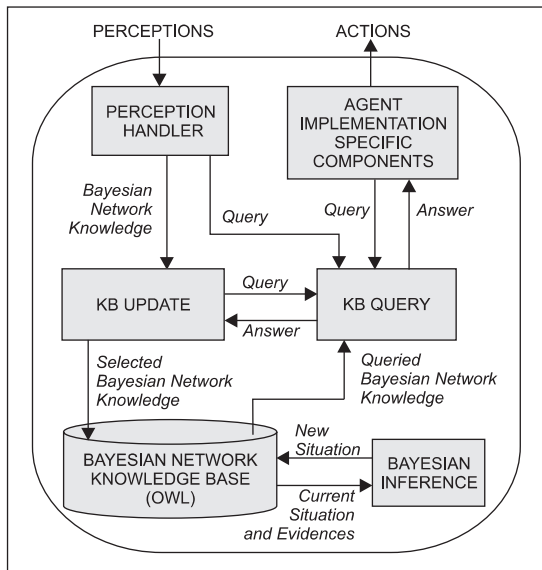 PERCEPTIONS
ACTIONS
PERCEPTION
HANDLER
AGENT
IMPLEMENTATION
SPECIFIC
COMPONENTS
Bayesian
Network
Knowledge
Query
Query
Answer
KB UPDATE
Query
Answer
KB QUERY
Selected
Bayesian Network
Knowledge
Queried
Bayesian Network
Knowledge
BAYESIAN NETWORK
KNOWLEDGE BASE
(OWL)
New
Situation
Current
Situation
and Evidences
BAYESIAN
INFERENCE